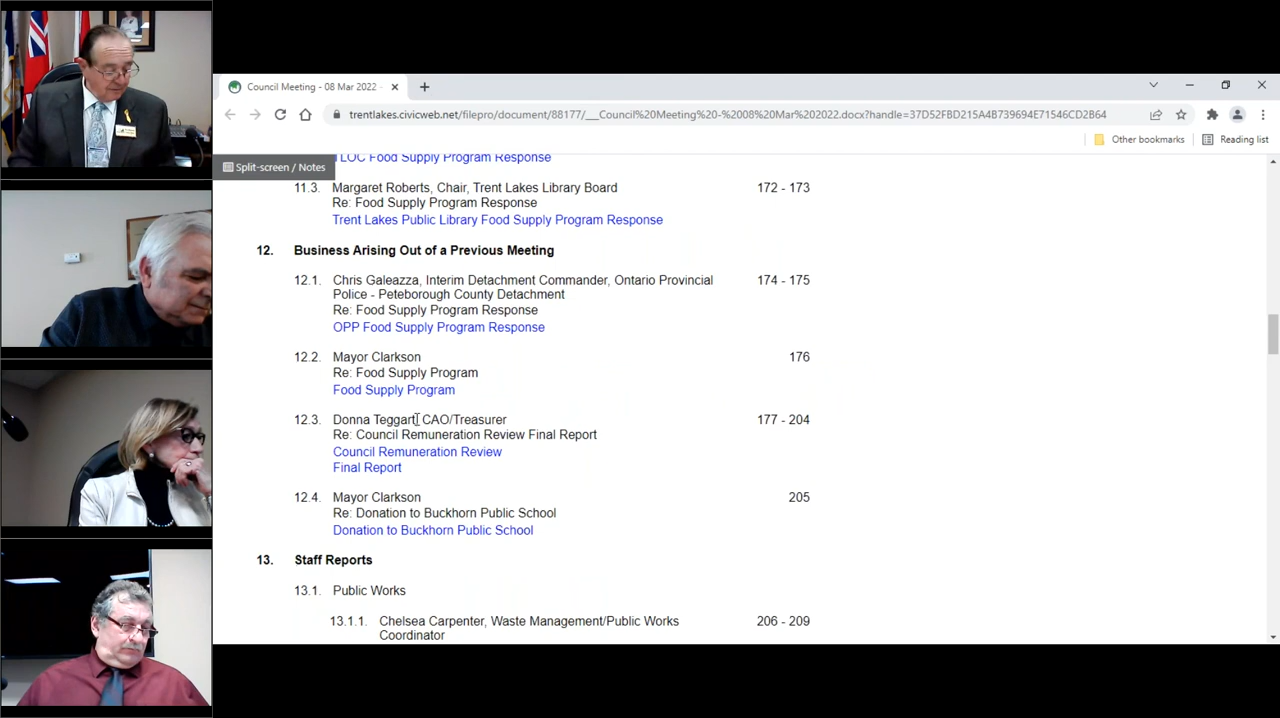 Council Meeting - 08 Mar 2022 -
trentlakes.civicweb.net/filepro/document/88177/___Council%20Meeting%20-%2008%20Mar%202022.docx?handle=37D52FBD215A4B739694E71546CD2B64
Other bookmarks
Reading list
Split-screen / Notes
TLOC Food Supply Program Response
11.3. Margaret Roberts, Chair, Trent Lakes Library Board 172 - 173
Re: Food Supply Program Response
Trent Lakes Public Library Food Supply Program Response
12. Business Arising Out of a Previous Meeting
12.1. Chris Galeazza, Interim Detachment Commander, Ontario Provincial 174 - 175
Police - Peteborough County Detachment
Re: Food Supply Program Response
OPP Food Supply Program Response
12.2. Mayor Clarkson 176
Re: Food Supply Program
Food Supply Program
12.3. Donna Teggart, CAO/Treasurer 177 - 204
Re: Council Remuneration Review Final Report
Council Remuneration Review
Final Report
12.4. Mayor Clarkson 205
Re: Donation to Buckhorn Public School
Donation to Buckhorn Public School
13. Staff Reports
13.1. Public Works
13.1.1. Chelsea Carpenter, Waste Management/Public Works 206 - 209
Coordinator